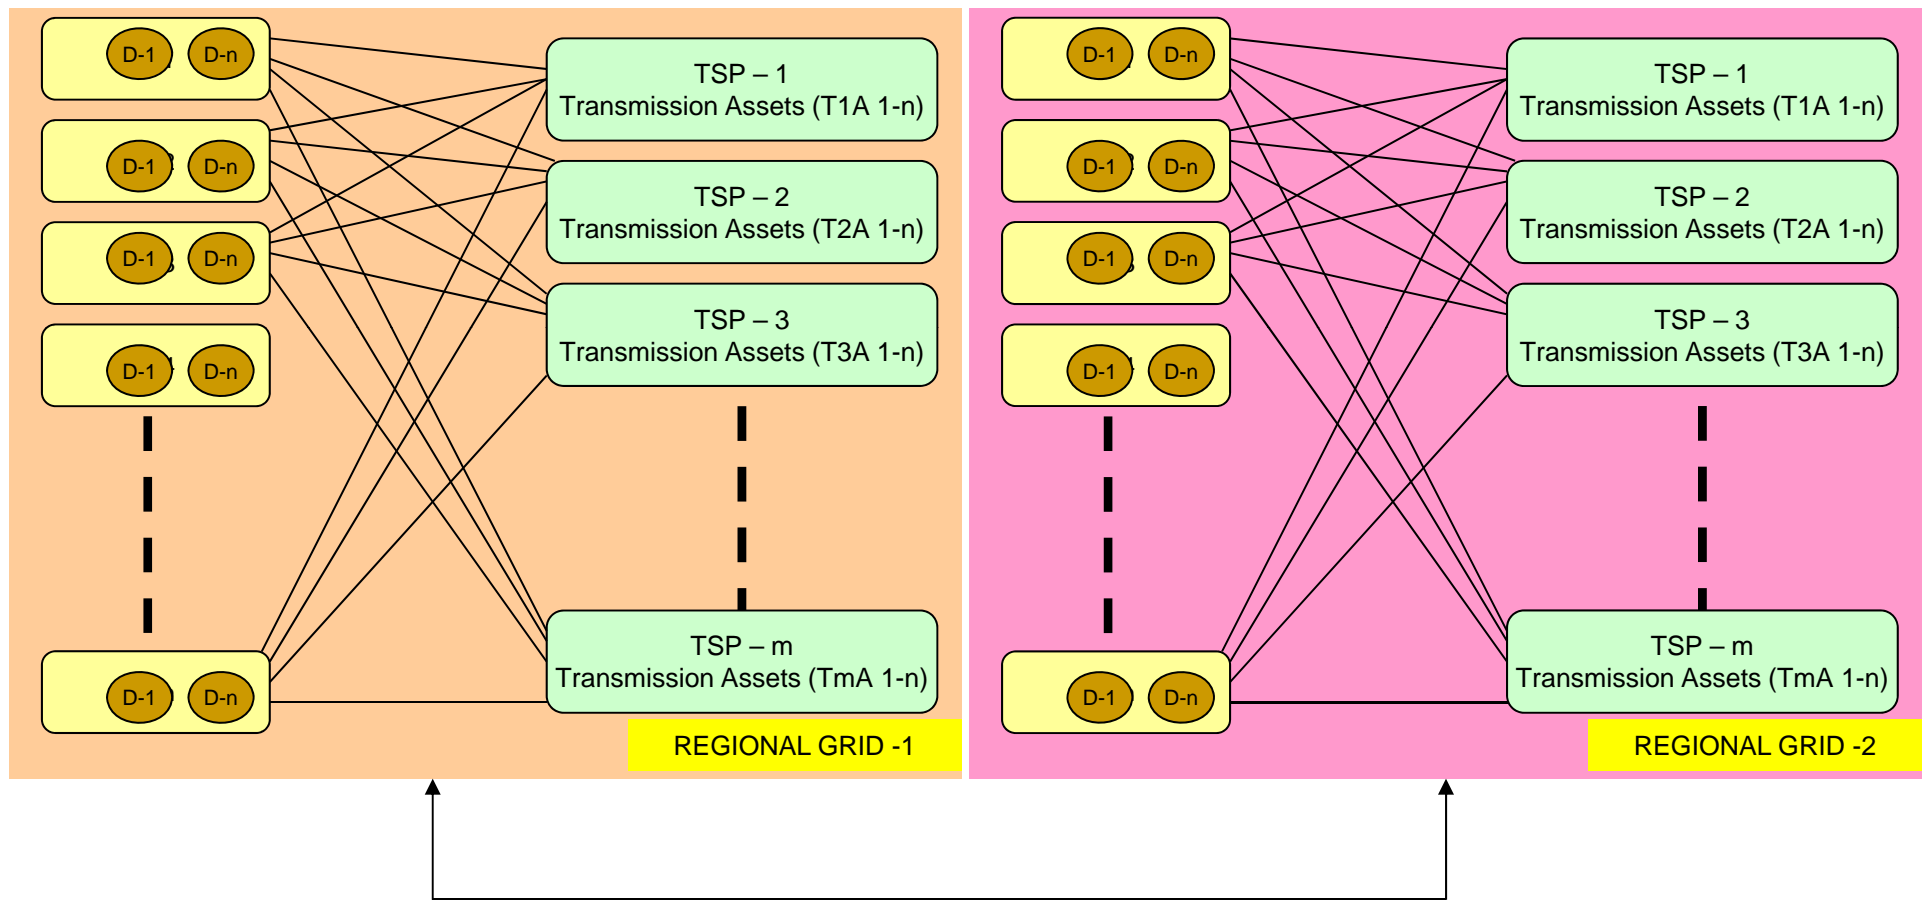 D-1 D-n
D-1 D-n
D-1 D-n
D-1 D-n
D-1 D-n
TSP – 1
Transmission Assets (T1A 1-n)
TSP – 2
Transmission Assets (T2A 1-n)
TSP – 3
Transmission Assets (T3A 1-n)
TSP – m
Transmission Assets (TmA 1-n)
REGIONAL GRID -1
D-1 D-n
D-1 D-n
D-1 D-n
D-1 D-n
D-1 D-n
TSP – 1
Transmission Assets (T1A 1-n)
TSP – 2
Transmission Assets (T2A 1-n)
TSP – 3
Transmission Assets (T3A 1-n)
TSP – m
Transmission Assets (TmA 1-n)
REGIONAL GRID -2